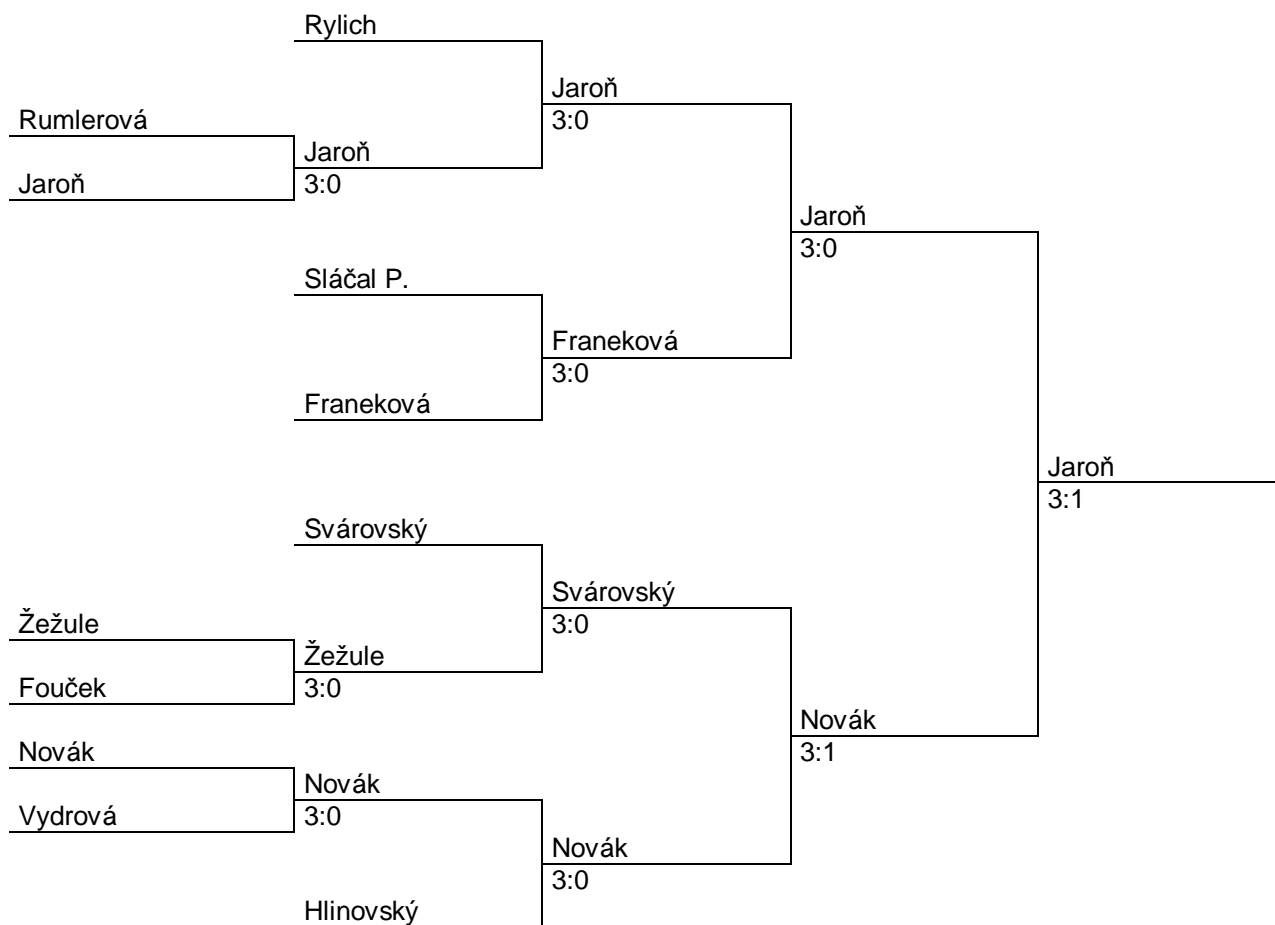 Rylich
Jaroň
3:0
Rumlerová
Jaroň
3:0
Jaroň
Jaroň
3:0
Sláčal P.
Franeková
3:0
Franeková
Jaroň
3:1
Svárovský
Svárovský
3:0
Žežule
Žežule
3:0
Fouček
Novák
3:1
Novák
Novák
3:0
Vydrová
Novák
3:0
Hlinovský